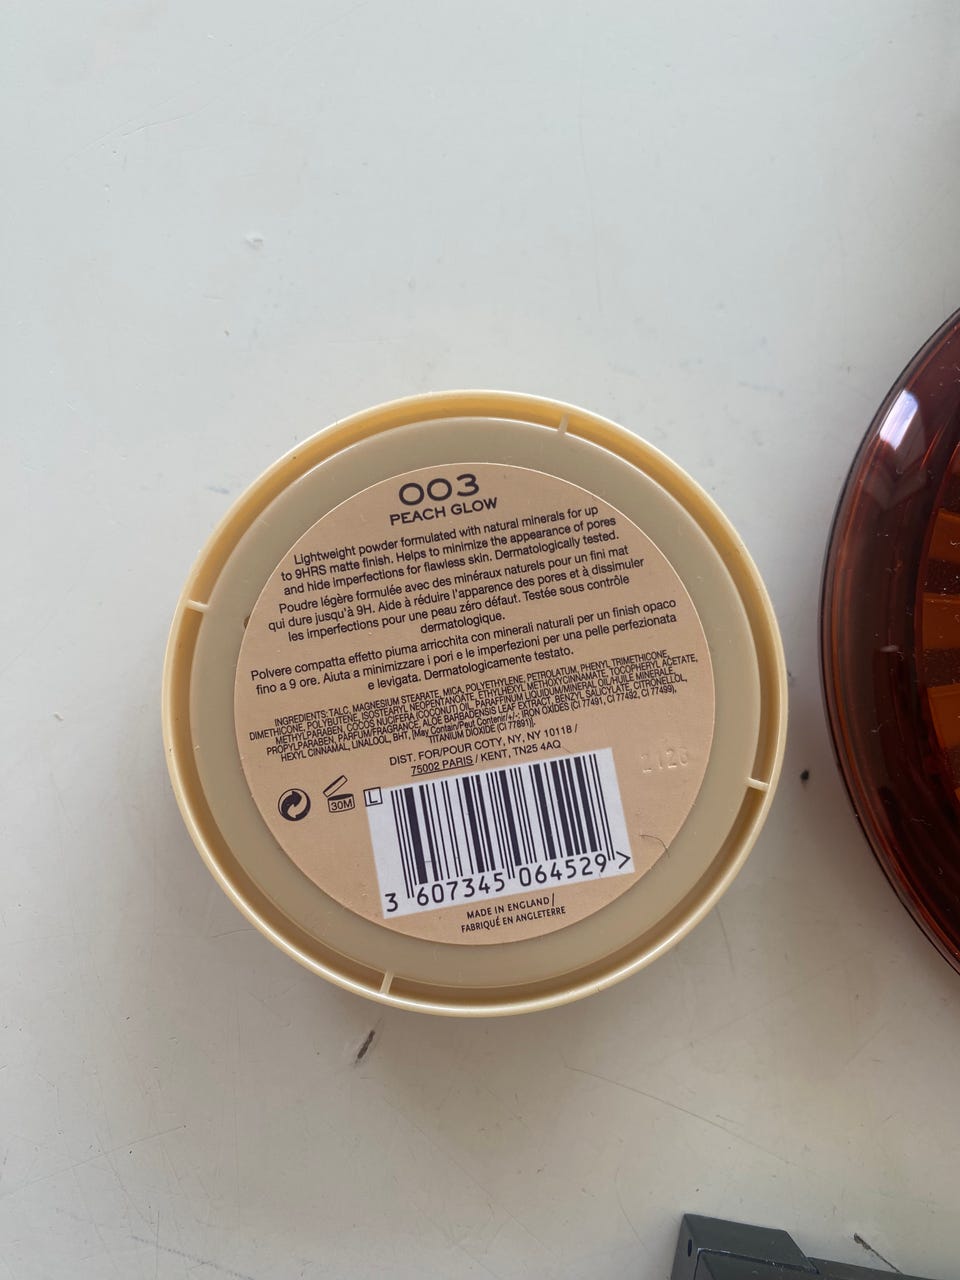 003
PEACH GLOW
Lightweight powder formulated with natural minerals for up
to 9HRS matte finish. Helps to minimize the appearance of pores
and hide imperfections for flawless skin. Dermatologically tested.
Poudre légère formulée avec des minéraux naturels pour un fini mat
qui dure jusqu'à 9H. Aide à réduire l'apparence des pores et à dissimuler
les imperfections pour une peau zéro défaut. Testée sous contrôle
dermatologique.
Polvere compatta effetto piuma arricchita con minerali naturali per un finish opaco
fino a 9 ore. Aiuta a minimizzare i pori e le imperfezioni per una pelle perfezionata
e levigata. Dermatologicamente testato.
INGREDIENTS: TALC, MAGNESIUM STEARATE, MICA, POLYETHYLENE, PETROLATUM, PHENYL TRIMETHICONE,
DIMETHICONE, POLYBUTENE, ISOSTEARYL NEOPENTANOATE, ETHYLHEXYL METHOXYCINNAMATE, TOCOPHERYL ACETATE,
METHYLPARABEN, COCOS NUCIFERA (COCONUT) OIL, PARAFFINUM LIQUIDUM/MINERAL OIL/HUILE MINERALE,
PROPYLPARABEN, PARFUM/FRAGRANCE, ALOE BARBADENSIS LEAF EXTRACT, BENZYL SALICYLATE, CITRONELLOL,
HEXYL CINNAMAL, LINALOOL, BHT, [May Contain/Peut Contenir/+/-: IRON OXIDES (CI 77491, CI 77492, CI 77499),
TITANIUM DIOXIDE (CI 77891)].
DIST. FOR/POUR COTY, NY, NY 10118 /
75002 PARIS / KENT, TN25 4AQ
2126
30M
L
3 607345 064529 >
MADE IN ENGLAND/
FABRIQUÉ EN ANGLETERRE